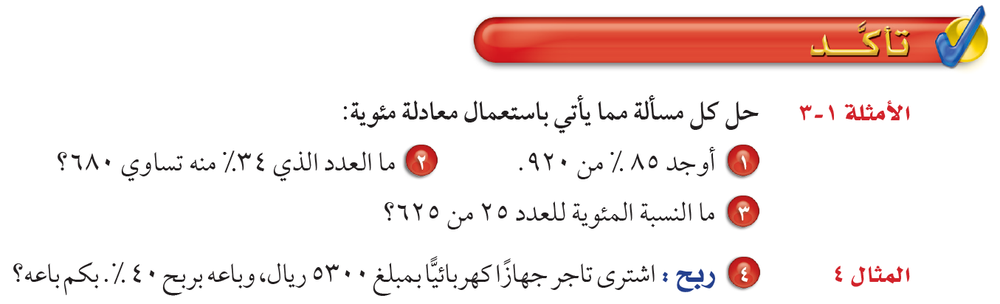 تأكَّــد
الأمثلة ١-٣ حل كل مسألة مما يأتي باستعمال معادلة مئوية:
١ أوجد ٨٥ ٪ من ٩٢٠. ٢ ما العدد الذي ٣٤٪ منه تساوي ٦٨٠؟
٣ ما النسبة المئوية للعدد ٢٥ من ٦٢٥؟
المثال ٤ ٤ ربح : اشترى تاجر جهازًا كهربائيًّا بمبلغ ٥٣٠٠ ريال، وباعه بربح ٤٠ ٪. بكم باعه؟